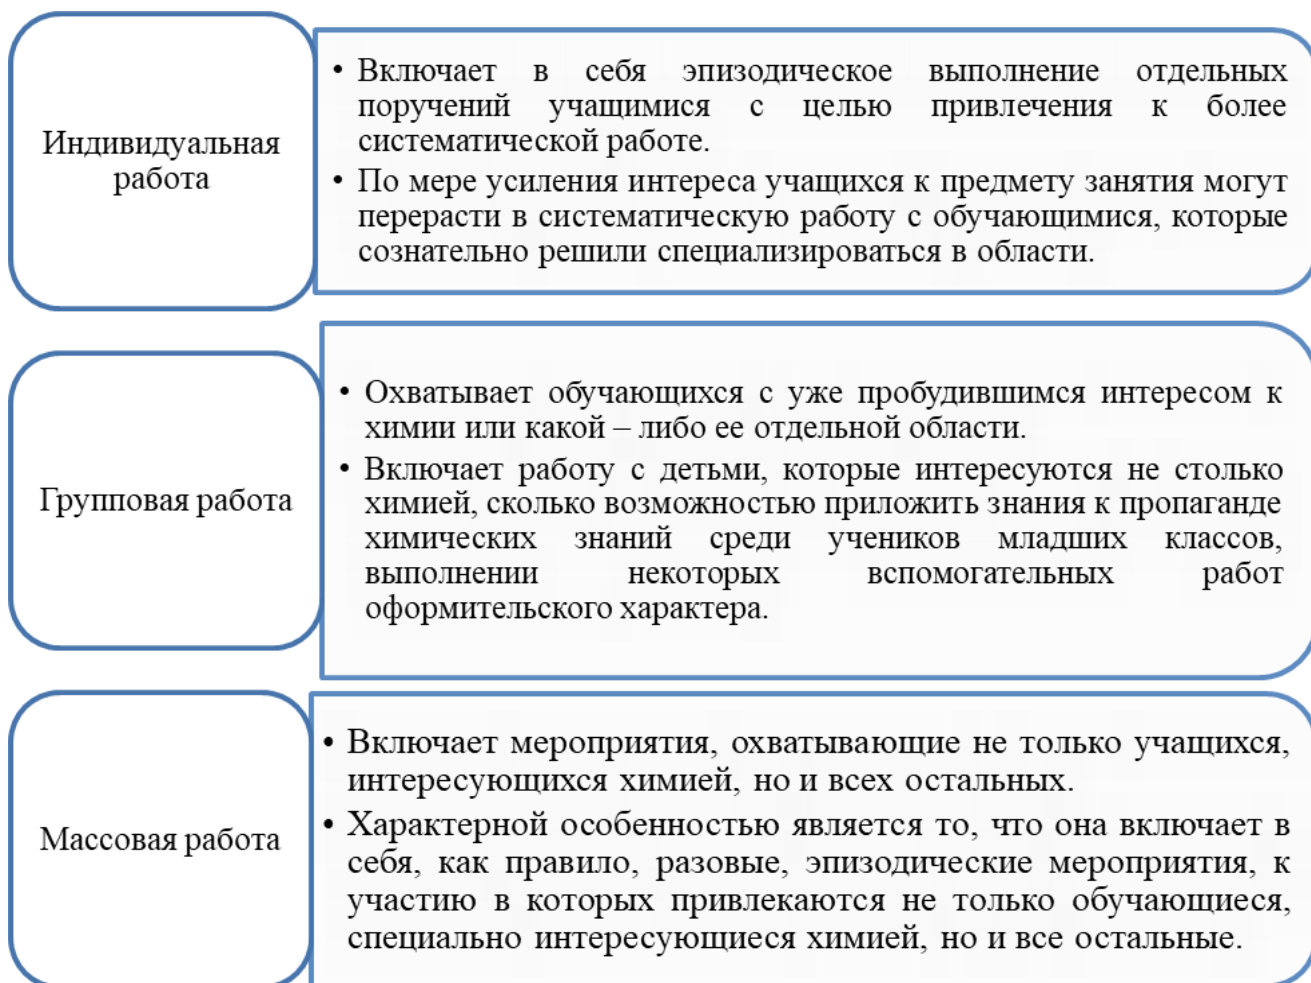 Индивидуальная
работа
• Включает в себя эпизодическое выполнение отдельных
поручений учащимися с целью привлечения к более
систематической работе.
• По мере усиления интереса учащихся к предмету занятия могут
перерасти в систематическую работу с обучающимися, которые
сознательно решили специализироваться в области.
Групповая работа
• Охватывает обучающихся с уже пробудившимся интересом к
химии или какой – либо ее отдельной области.
• Включает работу с детьми, которые интересуются не столько
химией, сколько возможностью приложить знания к пропаганде
химических знаний среди учеников младших классов,
выполнении некоторых вспомогательных работ
оформительского характера.
Массовая работа
• Включает мероприятия, охватывающие не только учащихся,
интересующихся химией, но и всех остальных.
• Характерной особенностью является то, что она включает в
себя, как правило, разовые, эпизодические мероприятия, к
участию в которых привлекаются не только обучающиеся,
специально интересующиеся химией, но и все остальные.